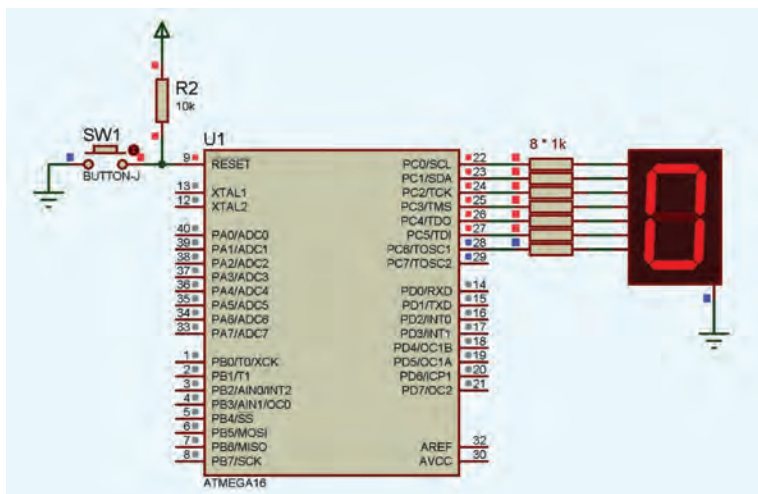 R2
10k
SW1
BUTTON-J
U1
8 * 1k
9 RESET
13 XTAL1
12 XTAL2
40 PA0/ADC0
39 PA1/ADC1
38 PA2/ADC2
37 PA3/ADC3
36 PA4/ADC4
35 PA5/ADC5
34 PA6/ADC6
33 PA7/ADC7
1 PB0/T0/XCK
2 PB1/T1
3 PB2/AIN0/INT2
4 PB3/AIN1/OC0
5 PB4/SS
6 PB5/MOSI
7 PB6/MISO
8 PB7/SCK
PC0/SCL 22
PC1/SDA 23
PC2/TCK 24
PC3/TMS 25
PC4/TDO 26
PC5/TDI 27
PC6/TOSC1 28
PC7/TOSC2 29
PD0/RXD 14
PD1/TXD 15
PD2/INT0 16
PD3/INT1 17
PD4/OC1B 18
PD5/OC1A 19
PD6/ICP1 20
PD7/OC2 21
AREF 32
AVCC 30
ATMEGA16
0